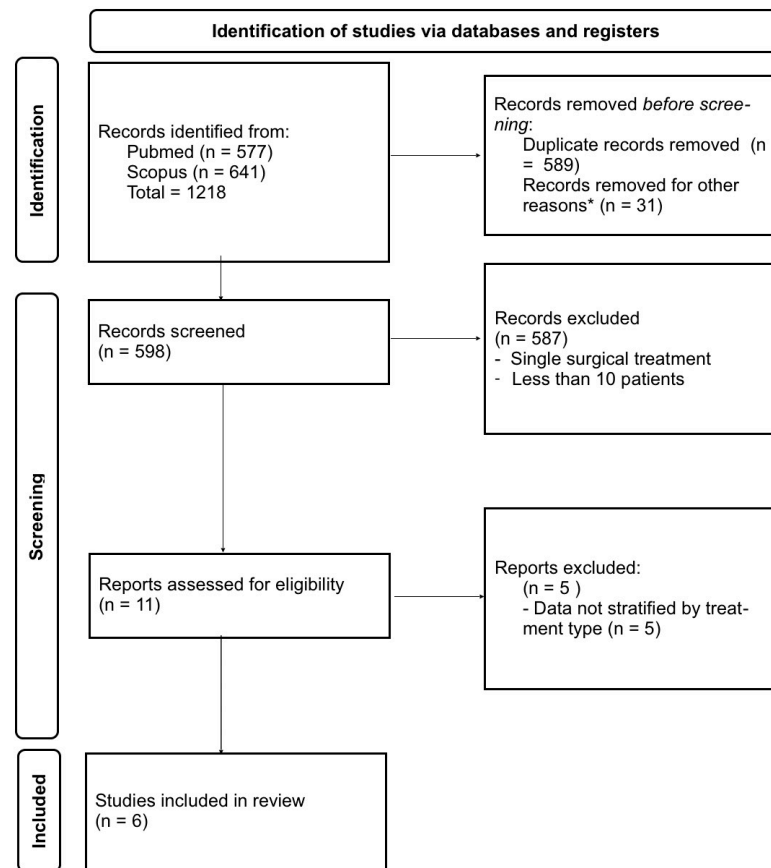 Identification of studies via databases and registers
Identification
Records identified from:
Pubmed (n = 577)
Scopus (n = 641)
Total = 1218
Records removed before scree-
ning:
Duplicate records removed (n
= 589)
Records removed for other
reasons* (n = 31)
Screening
Records screened
(n = 598)
Records excluded
(n = 587)
- Single surgical treatment
- Less than 10 patients
Reports assessed for eligibility
(n = 11)
Reports excluded:
(n = 5 )
- Data not stratified by treat-
ment type (n = 5)
Included
Studies included in review
(n = 6)